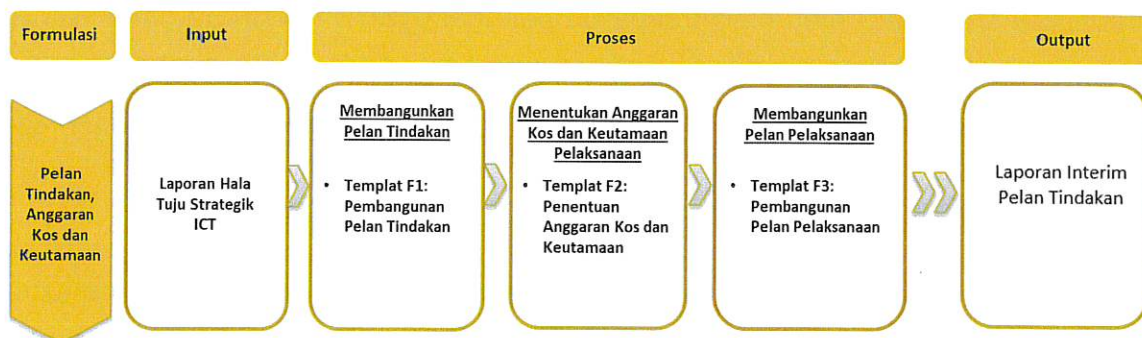 Formulasi
Input
Proses
Output
Pelan
Tindakan,
Anggaran
Kos dan
Keutamaan
Laporan Hala
Tuju Strategik
ICT
Membangunkan
Pelan Tindakan
• Templat F1:
Pembangunan
Pelan Tindakan
Menentukan Anggaran
Kos dan Keutamaan
Pelaksanaan
• Templat F2:
Penentuan
Anggaran Kos dan
Keutamaan
Membangunkan
Pelan Pelaksanaan
• Templat F3:
Pembangunan
Pelan Pelaksanaan
Laporan Interim
Pelan Tindakan